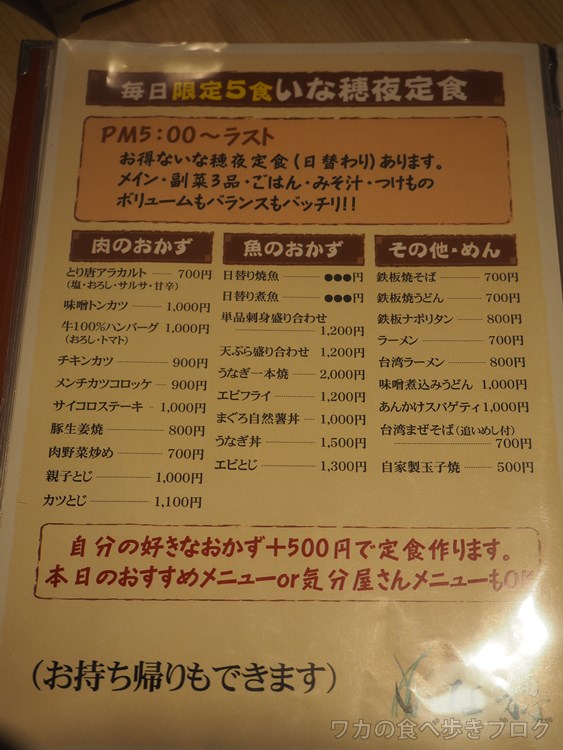 毎日限定5食いな穂夜定食
PM5:00〜ラスト
お得ないな穂夜定食(日替わり)あります。
メイン・副菜3品・ごはん・みそ汁・つけもの
ボリュームもバランスもバッチリ!!
肉のおかず
とり唐アラカルト 700円
(塩・おろし・サルサ・甘辛)
味噌トンカツ 1,000円
牛100%ハンバーグ 1,000円
(おろし・トマト)
チキンカツ 900円
メンチカツコロッケ 900円
サイコロステーキ 1,000円
豚生姜焼 800円
肉野菜炒め 700円
親子とじ 1,000円
カツとじ 1,100円
魚のおかず
日替り焼魚 ●●●円
日替り煮魚 ●●●円
単品刺身盛り合わせ
1,200円
天ぷら盛り合わせ 1,200円
うなぎ一本焼 2,000円
エビフライ 1,200円
まぐろ自然薯丼 1,000円
うなぎ丼 1,500円
エビとじ 1,300円
その他・めん
鉄板焼そば 700円
鉄板焼うどん 700円
鉄板ナポリタン 800円
ラーメン 700円
台湾ラーメン 800円
味噌煮込みうどん 1,000円
あんかけスパゲティ 1,000円
台湾まぜそば(追いめし付)
700円
自家製玉子焼 500円
自分の好きなおかず+500円で定食作ります。
本日のおすすめメニューor気分屋さんメニューもOK
(お持ち帰りもできます)
ワカの食べ歩きブログ